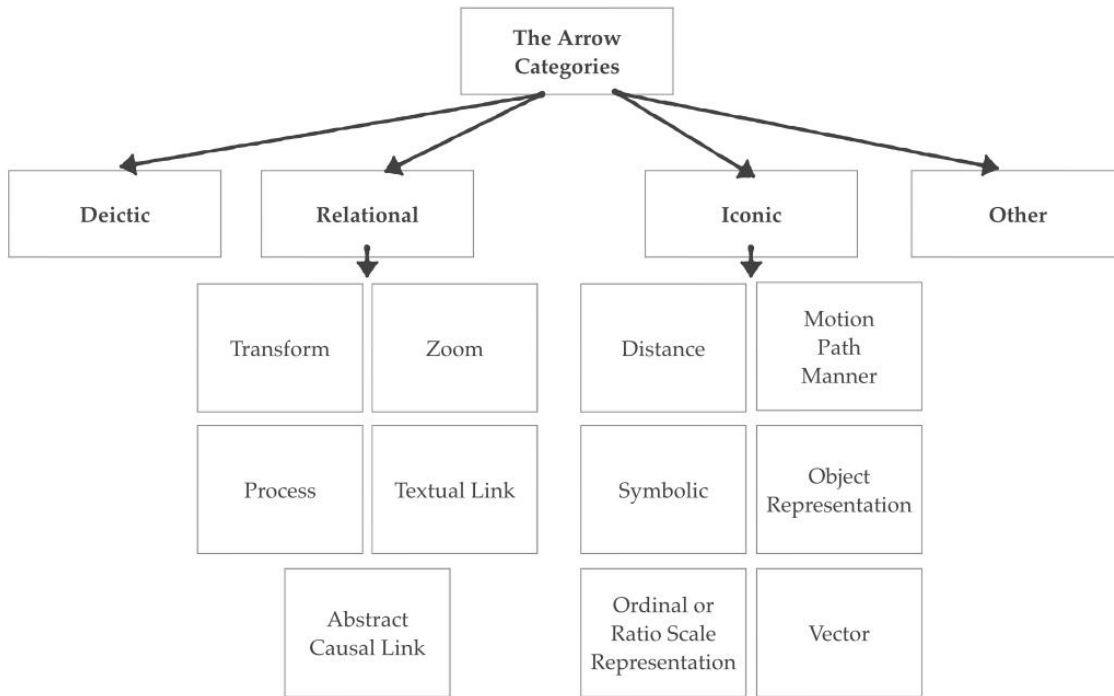 The Arrow
Categories
Deictic
Relational
Iconic
Other
Transform
Zoom
Distance
Motion
Path
Manner
Process
Textual Link
Symbolic
Object
Representation
Abstract
Causal Link
Ordinal or
Ratio Scale
Representation
Vector